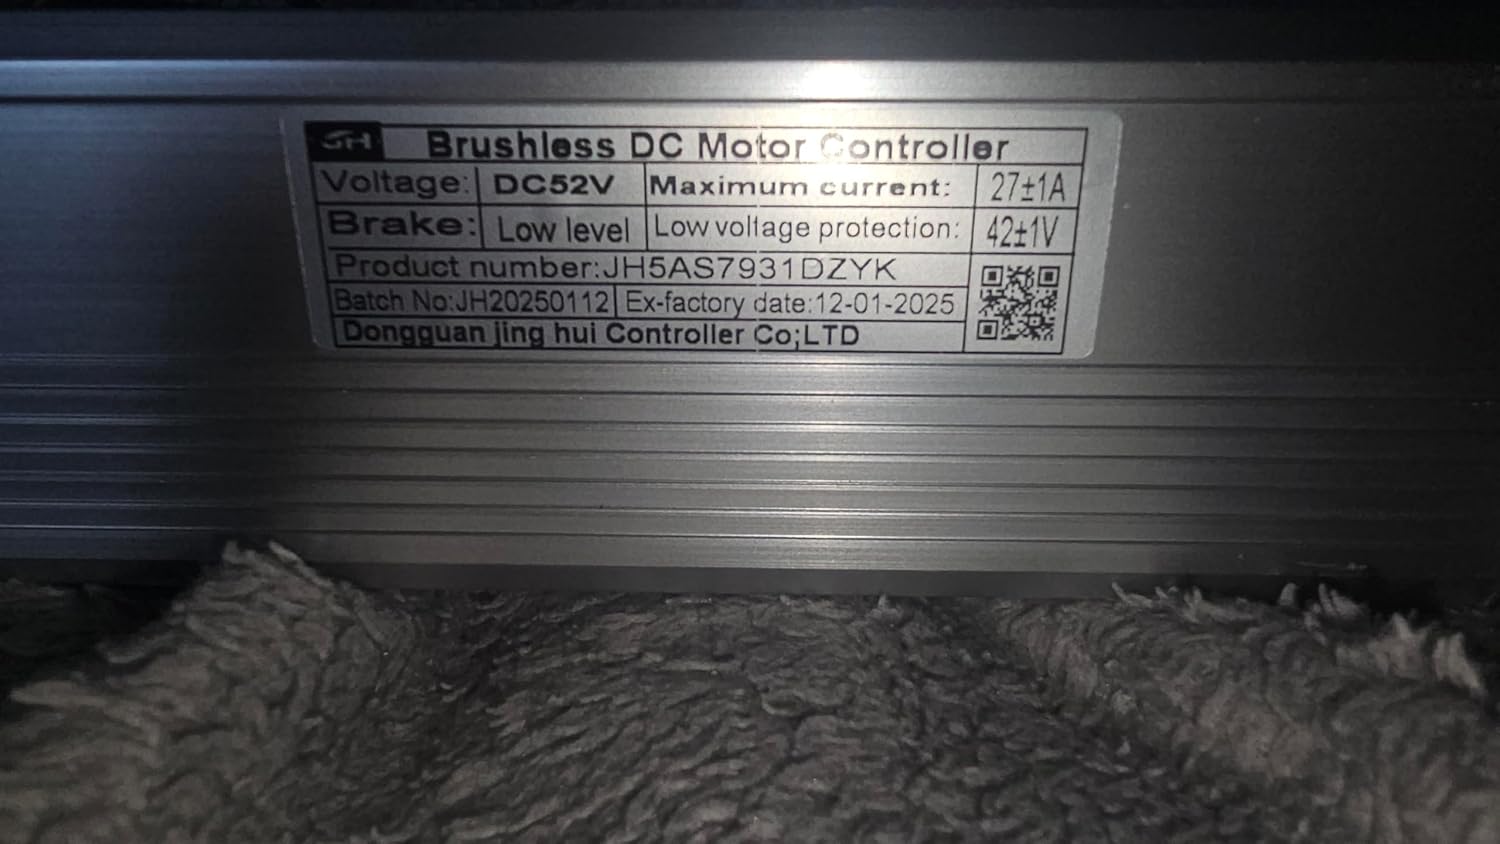 JH Brushless DC Motor Controller
Voltage: DC52V Maximum current: 27±1A
Brake: Low level Low voltage protection: 42±1V
Product number:JH5AS7931DZYK
Batch No:JH20250112 Ex-factory date:12-01-2025
Dongguan jing hui Controller Co;LTD